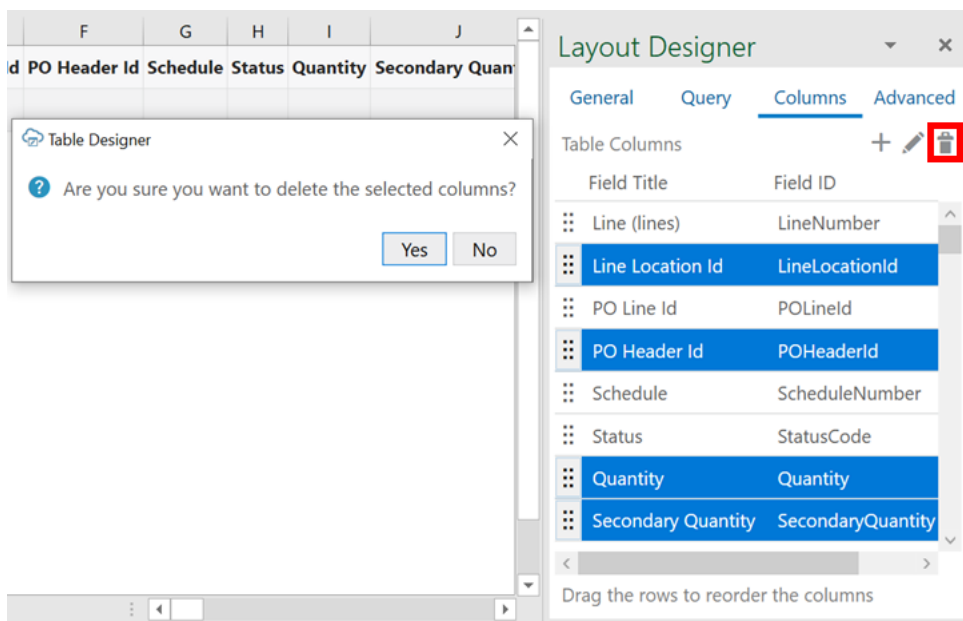 F G H I J
d PO Header Id Schedule Status Quantity Secondary Quan
Table Designer
Are you sure you want to delete the selected columns?
Yes No
Layout Designer
General Query Columns Advanced
Table Columns
Field Title Field ID
Line (lines) LineNumber
Line Location Id LineLocationId
PO Line Id POLineId
PO Header Id POHeaderId
Schedule ScheduleNumber
Status StatusCode
Quantity Quantity
Secondary Quantity SecondaryQuantity
Drag the rows to reorder the columns